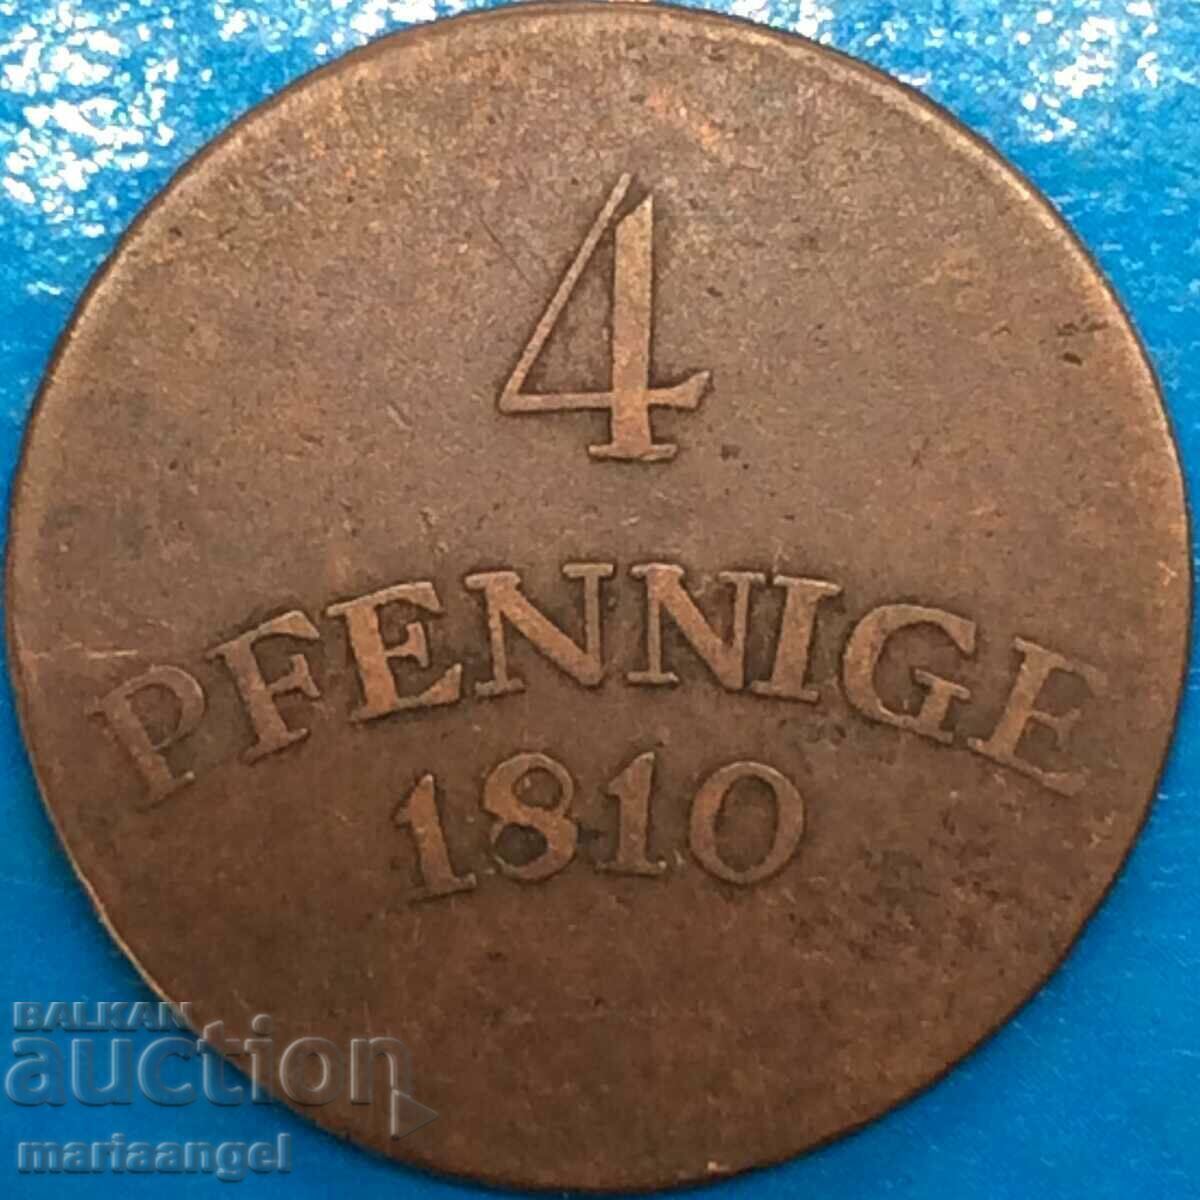 4
PFENNIGE
1810
BALKAN
auction
mariaangel